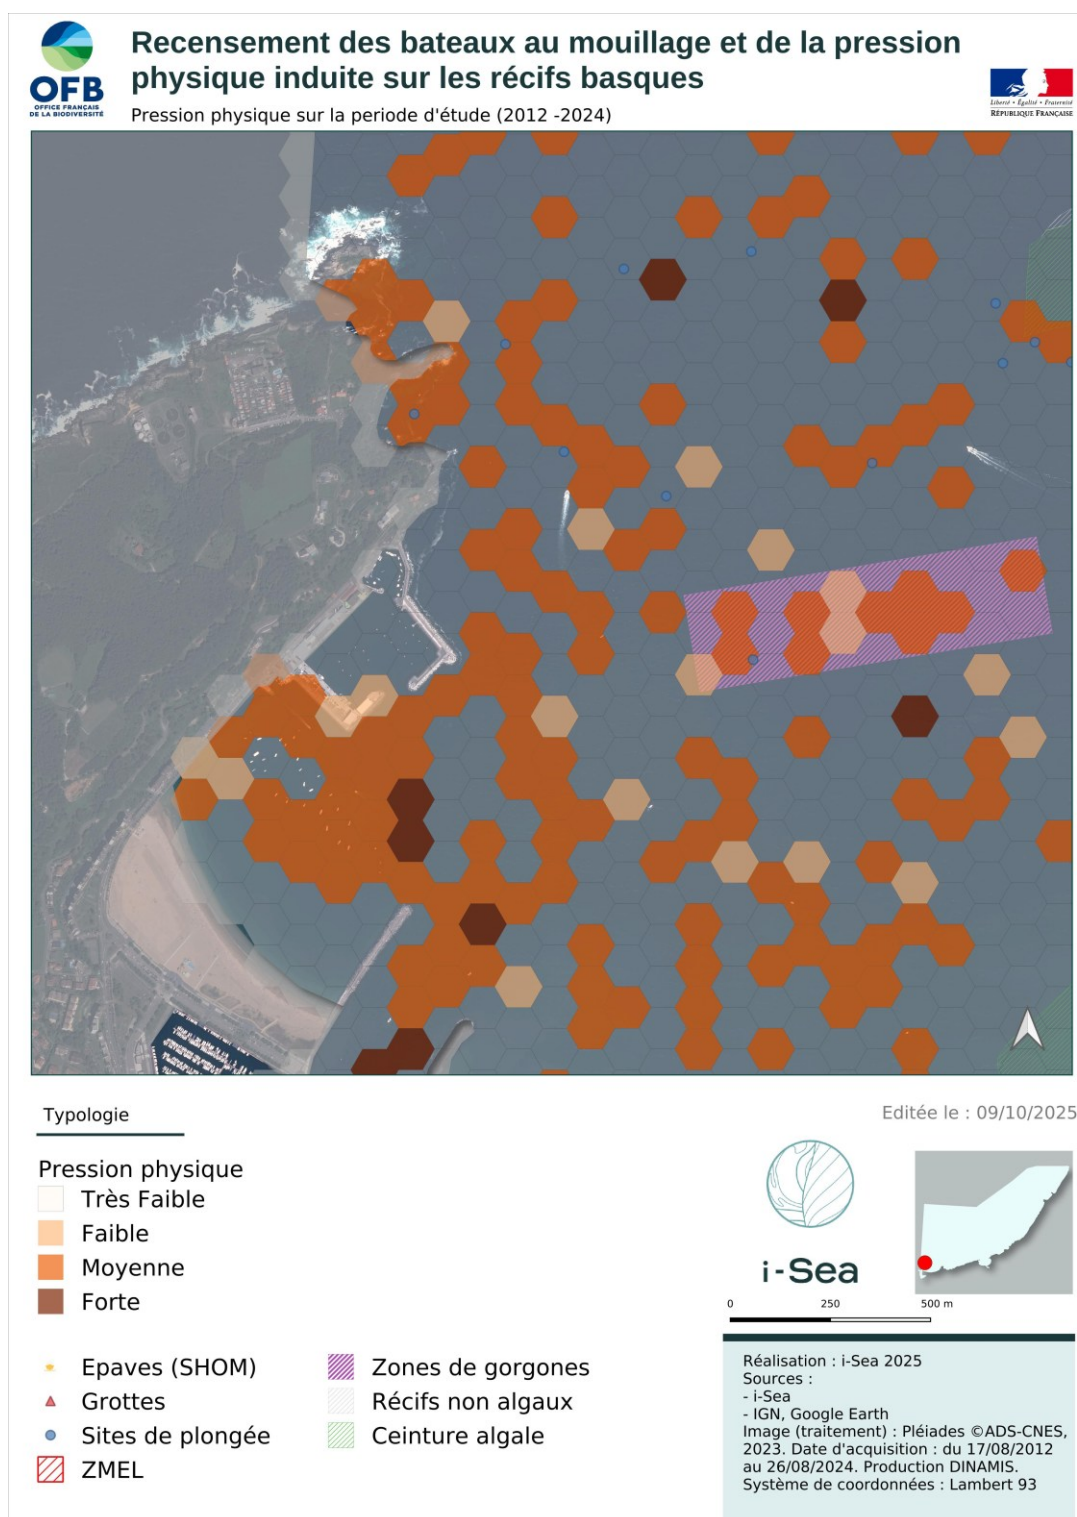 OFB
OFFICE FRANÇAIS
DE LA BIODIVERSITÉ
Recensement des bateaux au mouillage et de la pression
physique induite sur les récifs basques
Pression physique sur la periode d'étude (2012 -2024)
Liberté • Égalité • Fraternité
RÉPUBLIQUE FRANÇAISE
Typologie
Editée le : 09/10/2025
Pression physique
Très Faible
Faible
Moyenne
Forte
Epaves (SHOM)
Grottes
Sites de plongée
ZMEL
Zones de gorgones
Récifs non algaux
Ceinture algale
i-Sea
0 250 500 m
Réalisation : i-Sea 2025
Sources :
- i-Sea
- IGN, Google Earth
Image (traitement) : Pléiades ©ADS-CNES,
2023. Date d'acquisition : du 17/08/2012
au 26/08/2024. Production DINAMIS.
Système de coordonnées : Lambert 93